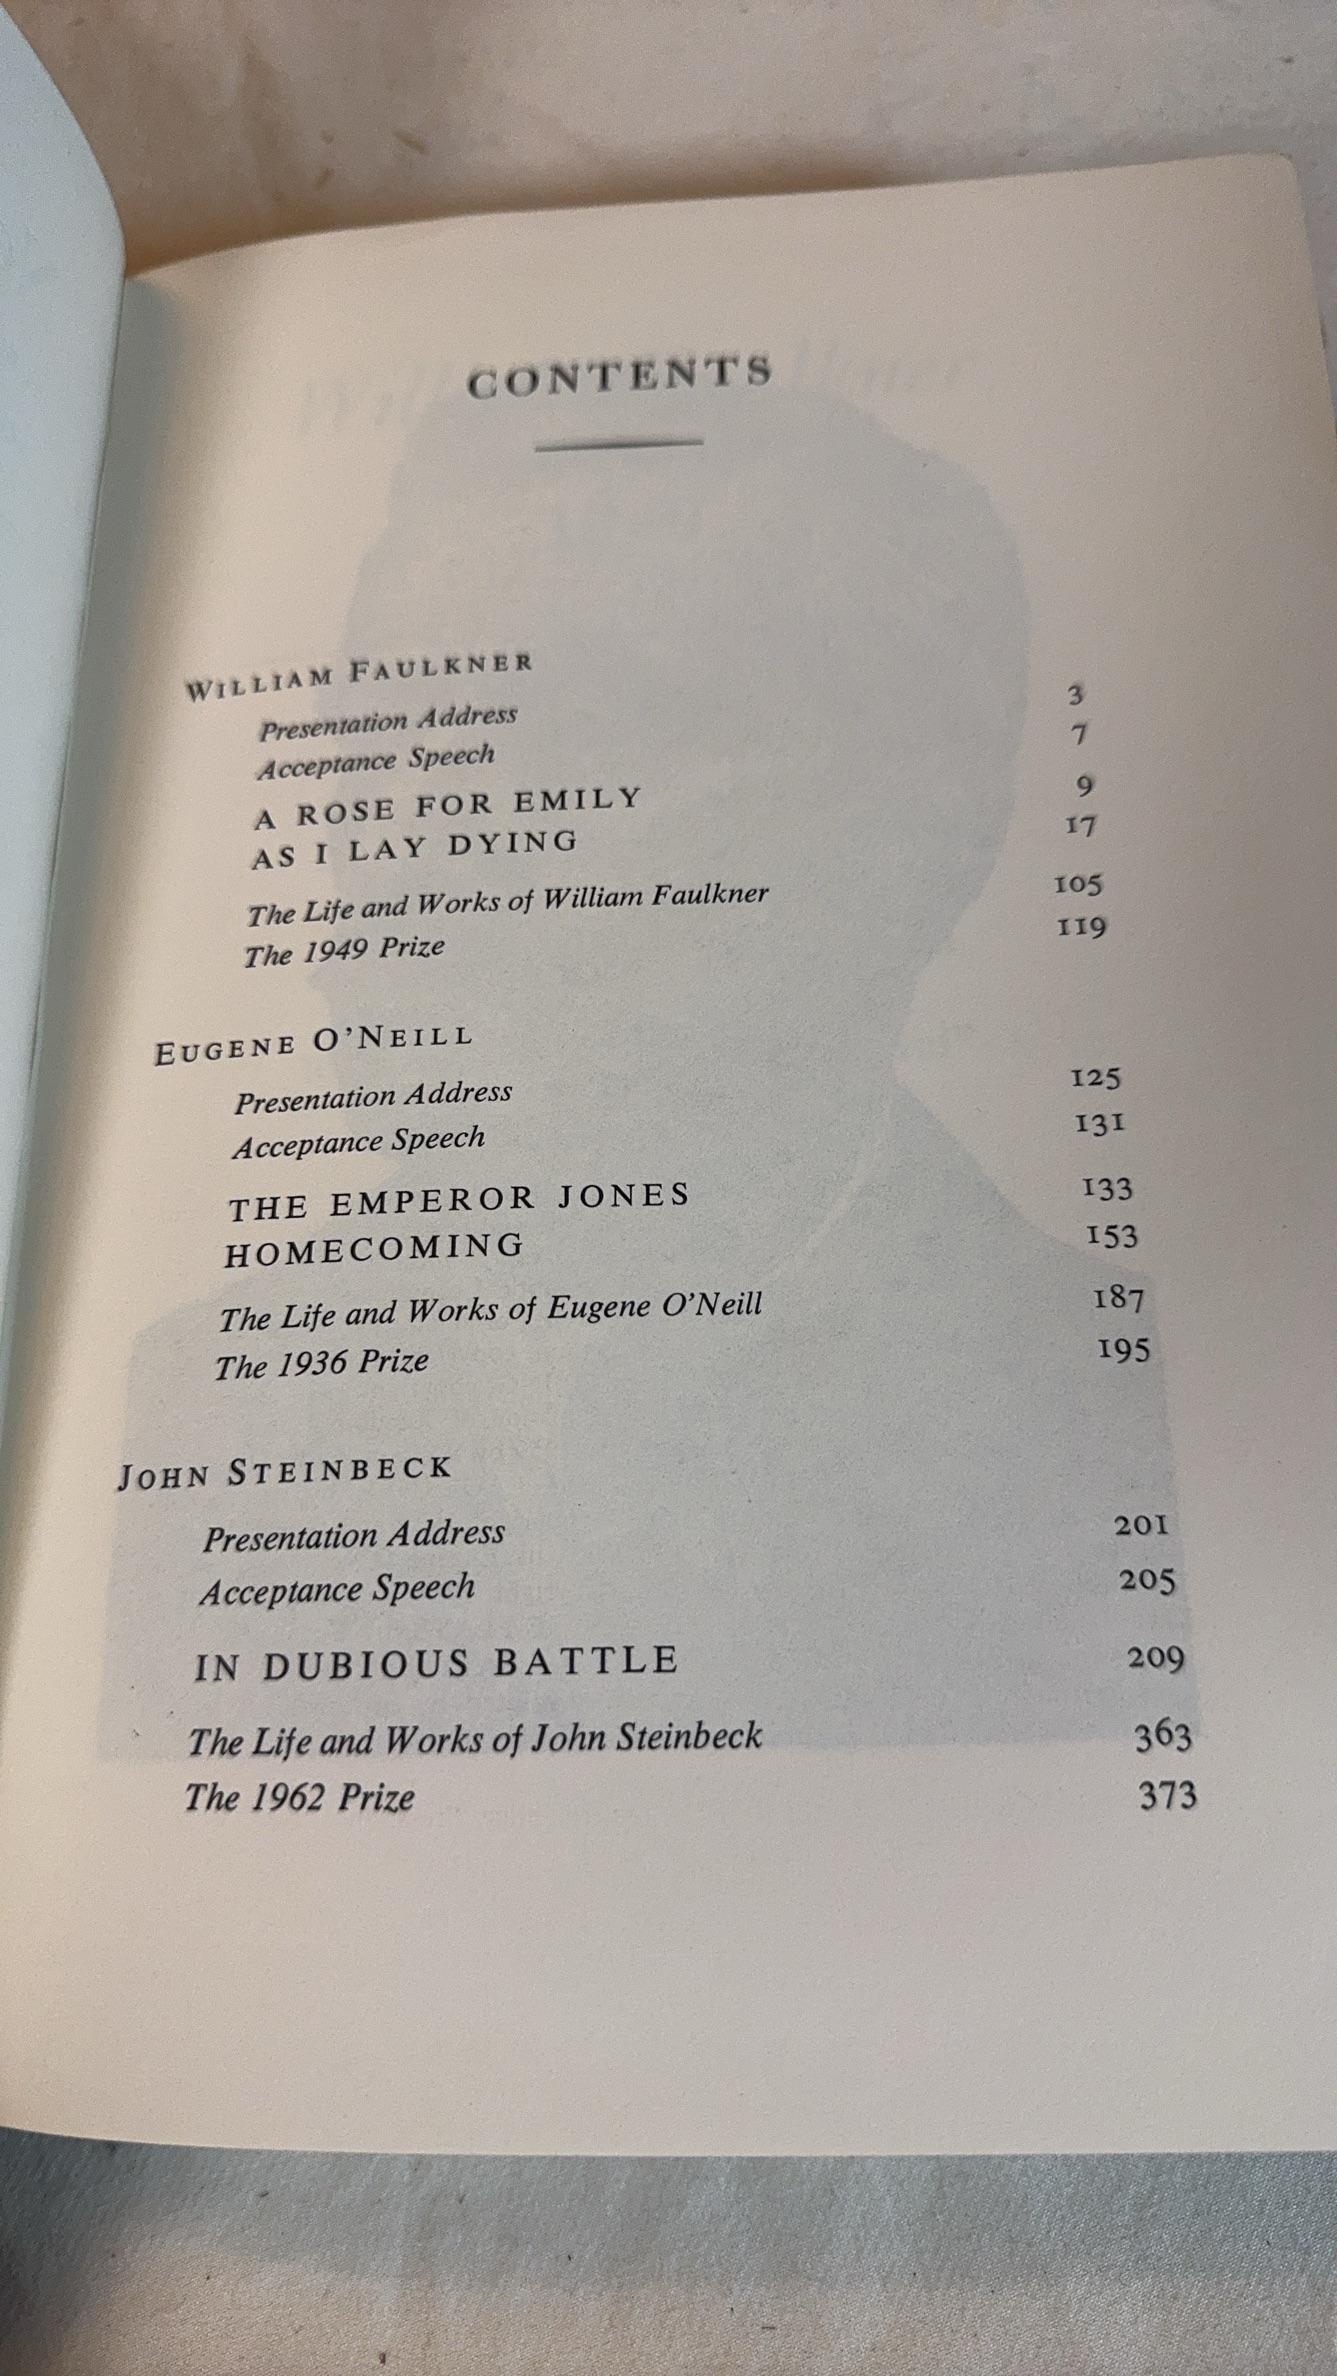 CONTENTS
WILLIAM FAULKNER
Presentation Address 3
Acceptance Speech 7
A ROSE FOR EMILY 9
AS I LAY DYING 17
The Life and Works of William Faulkner 105
The 1949 Prize 119
EUGENE O'NEILL
Presentation Address 125
Acceptance Speech 131
THE EMPEROR JONES 133
HOMECOMING 153
The Life and Works of Eugene O'Neill 187
The 1936 Prize 195
JOHN STEINBECK
Presentation Address 201
Acceptance Speech 205
IN DUBIOUS BATTLE 209
The Life and Works of John Steinbeck 363
The 1962 Prize 373